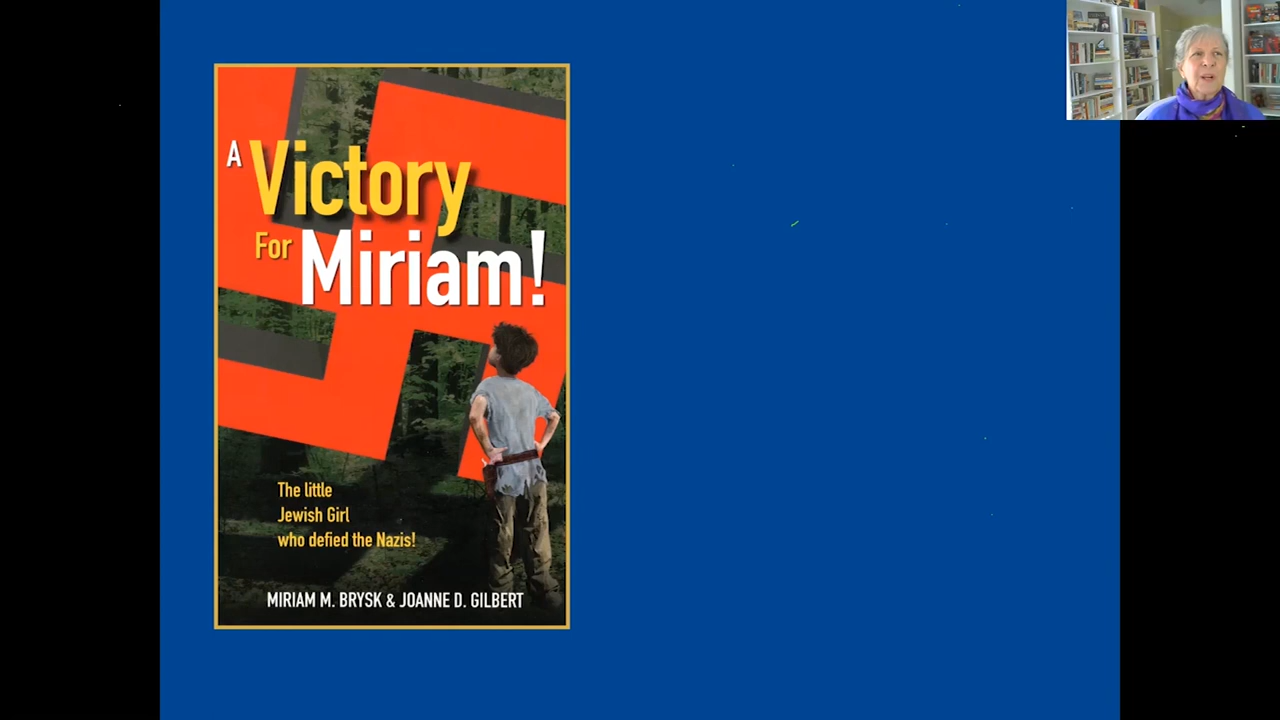 A Victory
For Miriam!
The little
Jewish Girl
who defied the Nazis!
MIRIAM M. BRYSK & JOANNE D. GILBERT